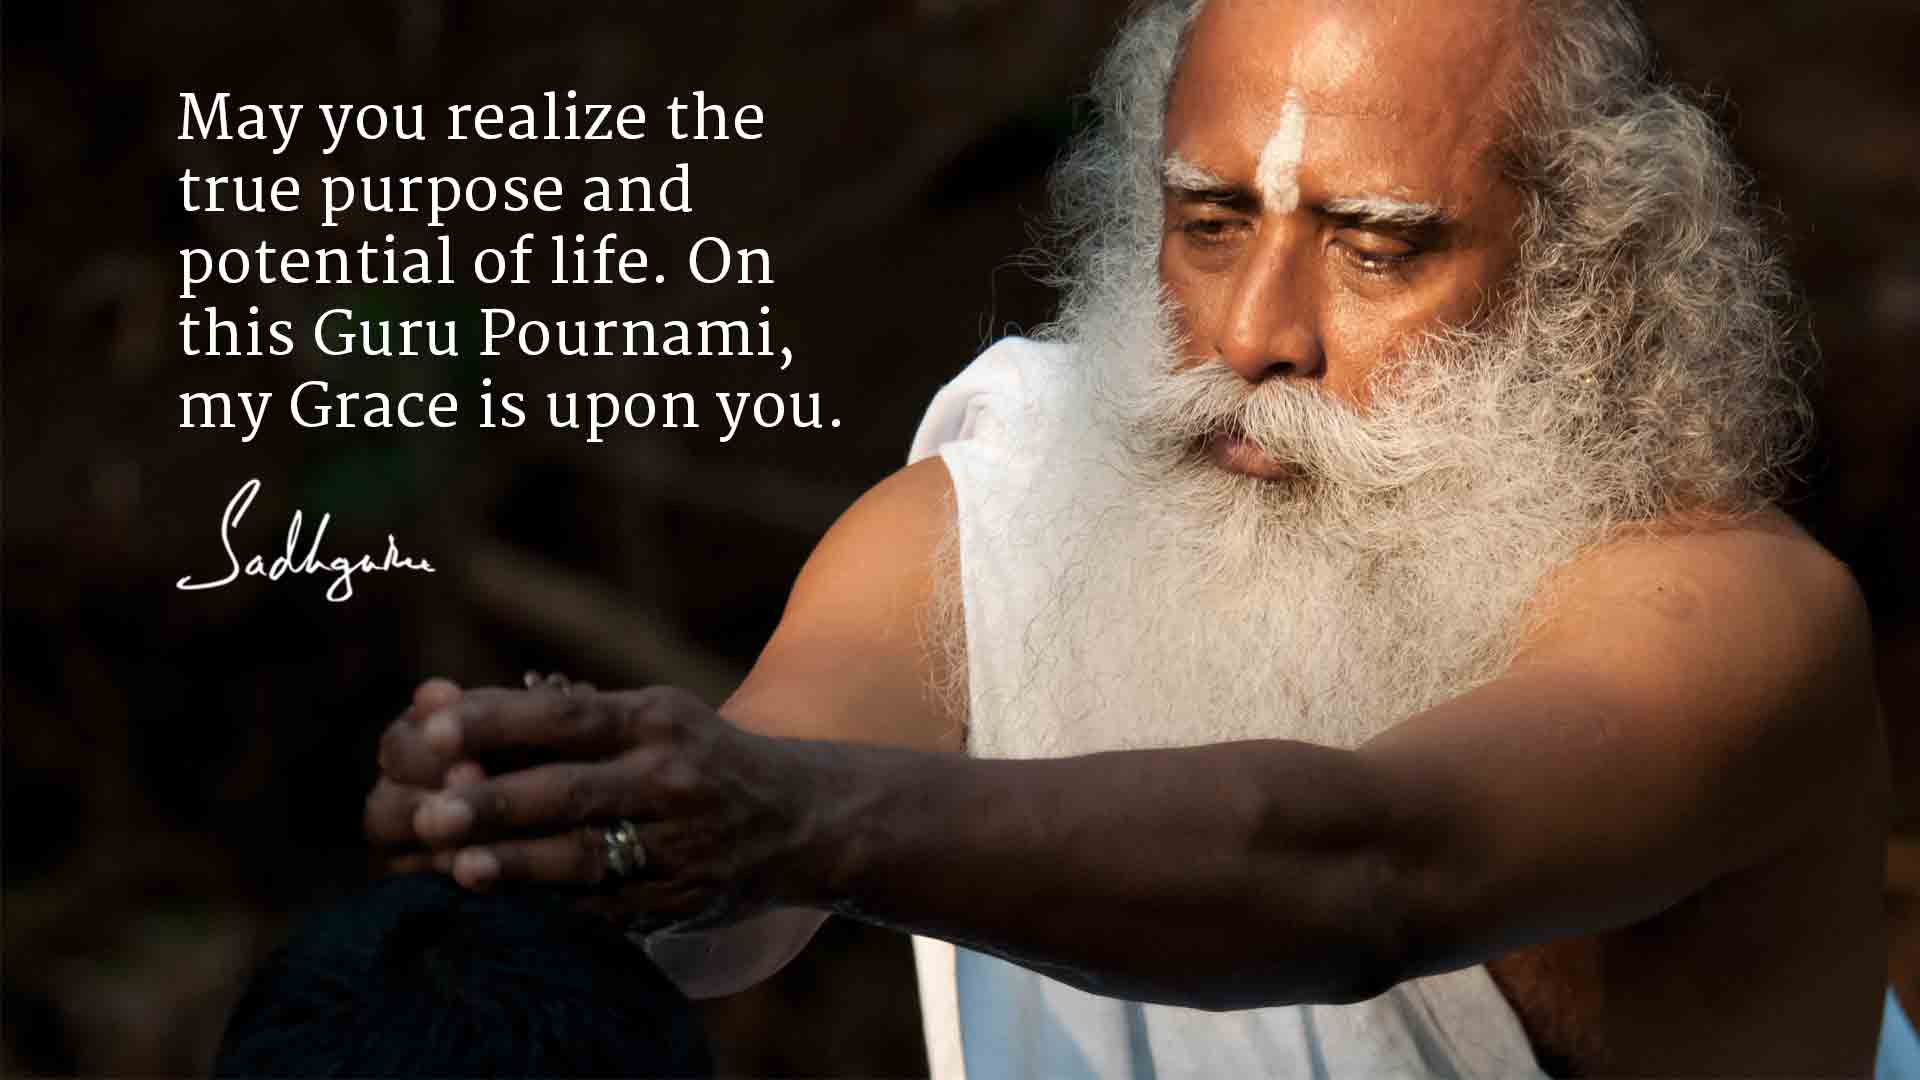 May you realize the
true purpose and
potential of life. On
this Guru Pournami,
my Grace is upon you.
Sadhguru